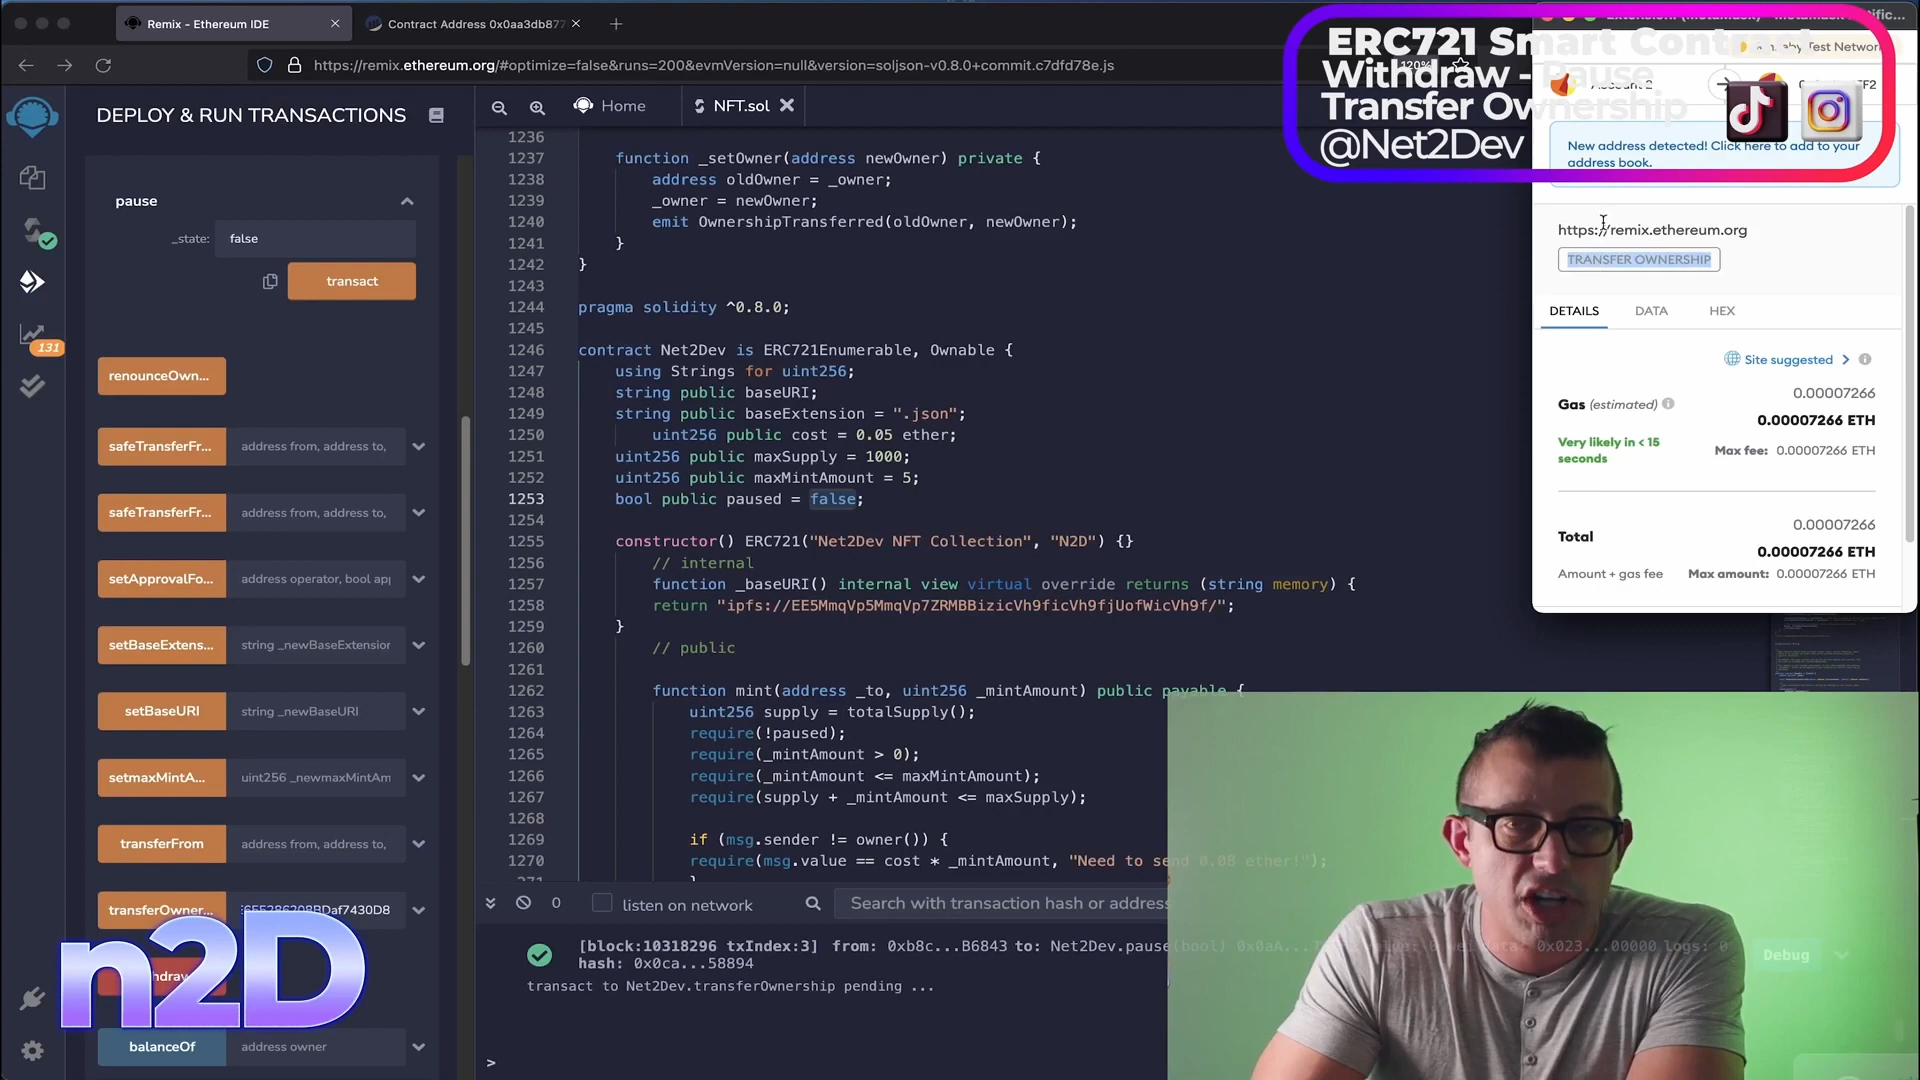 Remix - Ethereum IDE
Contract Address 0x0aa3db877
https://remix.ethereum.org/#optimize=false&runs=200&evmVersion=null&version=soljson-v0.8.0+commit.c7dfd78e.js
120%
ERC721 Smart Contract
Withdraw - Pause
Transfer Ownership
@Net2Dev
DEPLOY & RUN TRANSACTIONS
Home
NFT.sol
pause
_state:
false
transact
131
renounceOwn...
safeTransferFr...
address from, address to,
safeTransferFr...
address from, address to,
setApprovalFo...
address operator, bool app
setBaseExtens...
string _newBaseExtension
setBaseURI
string _newBaseURI
setmaxMintA...
uint256 _newmaxMintAm
transferFrom
address from, address to,
transferOwner...
n2D
balanceOf
address owner
1236
1237 function _setOwner(address newOwner) private {
1238 address oldOwner = _owner;
1239 _owner = newOwner;
1240 emit OwnershipTransferred(oldOwner, newOwner);
1241 }
1242 }
1243
1244 pragma solidity ^0.8.0;
1245
1246 contract Net2Dev is ERC721Enumerable, Ownable {
1247 using Strings for uint256;
1248 string public baseURI;
1249 string public baseExtension = ".json";
1250 uint256 public cost = 0.05 ether;
1251 uint256 public maxSupply = 1000;
1252 uint256 public maxMintAmount = 5;
1253 bool public paused = false;
1254
1255 constructor() ERC721("Net2Dev NFT Collection", "N2D") {}
1256 // internal
1257 function _baseURI() internal view virtual override returns (string memory) {
1258 return "ipfs://EE5MmqVp5MmqVp7ZRMBBizicVh9ficVh9fjUofWicVh9f/";
1259 }
1260 // public
1261
1262 function mint(address _to, uint256 _mintAmount) public payable {
1263 uint256 supply = totalSupply();
1264 require(!paused);
1265 require(_mintAmount > 0);
1266 require(_mintAmount <= maxMintAmount);
1267 require(supply + _mintAmount <= maxSupply);
1268
1269 if (msg.sender != owner()) {
1270 require(msg.value == cost * _mintAmount, "Need to send 0.08 ether!");
0
listen on network
Search with transaction hash or address
[block:10318296 txIndex:3] from: 0xb8c...B6843 to: Net2Dev.pause(bool)
hash: 0x0ca...58894
Debug
transact to Net2Dev.transferOwnership pending ...
>
New address detected! Click here to add to your
address book.
https://remix.ethereum.org
TRANSFER OWNERSHIP
DETAILS
DATA
HEX
Site suggested >
0.00007266
Gas (estimated)
0.00007266 ETH
Very likely in < 15
seconds
Max fee: 0.00007266 ETH
0.00007266
Total
0.00007266 ETH
Amount + gas fee
Max amount: 0.00007266 ETH